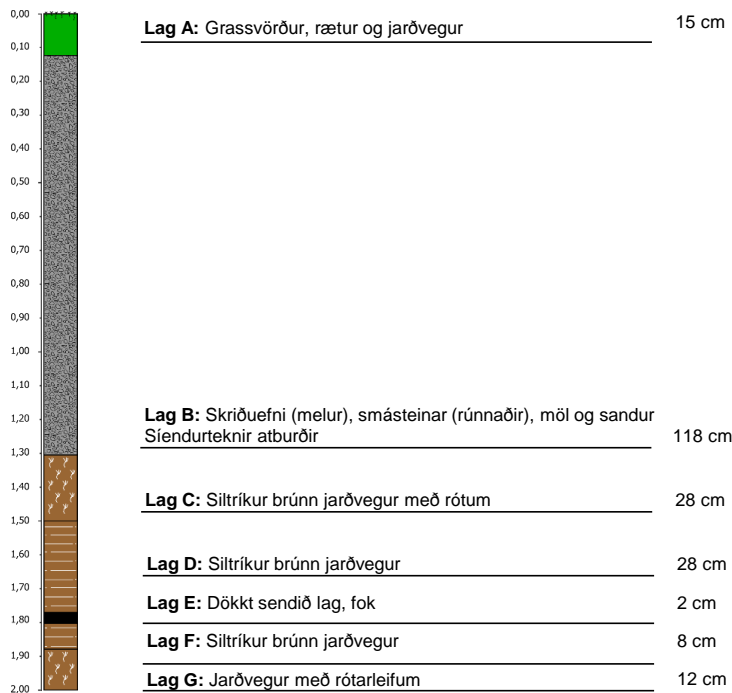 0,00
Lag A: Grassvörður, rætur og jarðvegur 15 cm
0,10
0,20
0,30
0,40
0,50
0,60
0,70
0,80
0,90
1,00
1,10
1,20
Lag B: Skriðuefni (melur), smásteinar (rúnnaðir), möl og sandur
Síendurteknir atburðir 118 cm
1,30
1,40
Lag C: Siltríkur brúnn jarðvegur með rótum 28 cm
1,50
1,60
Lag D: Siltríkur brúnn jarðvegur 28 cm
1,70
Lag E: Dökkt sendið lag, fok 2 cm
1,80
Lag F: Siltríkur brúnn jarðvegur 8 cm
1,90
Lag G: Jarðvegur með rótarleifum 12 cm
2.00